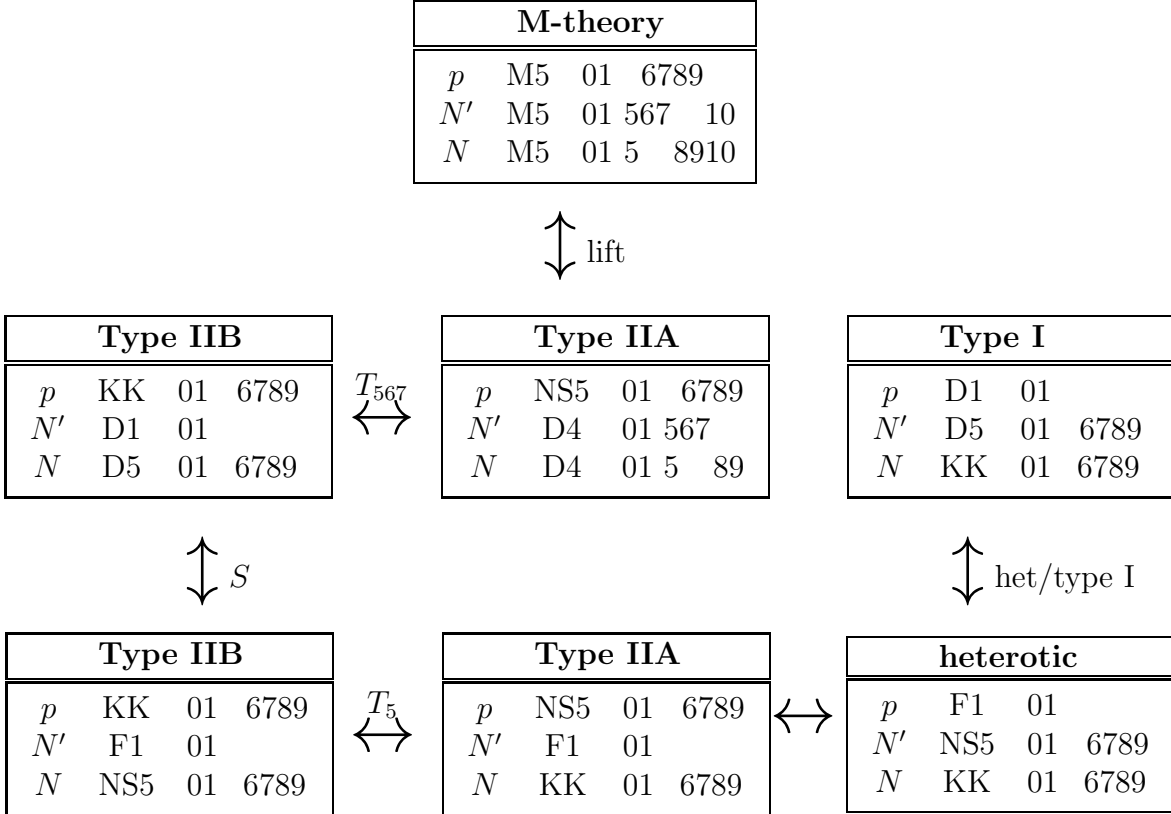 M-theory
p M5 01 6789
N′ M5 01 567 10
N M5 01 5 8910
lift
Type IIB
p KK 01 6789
N′ D1 01
N D5 01 6789
T567
Type IIA
p NS5 01 6789
N′ D4 01 567
N D4 01 5 89
Type I
p D1 01
N′ D5 01 6789
N KK 01 6789
S
het/type I
Type IIB
p KK 01 6789
N′ F1 01
N NS5 01 6789
T5
Type IIA
p NS5 01 6789
N′ F1 01
N KK 01 6789
heterotic
p F1 01
N′ NS5 01 6789
N KK 01 6789